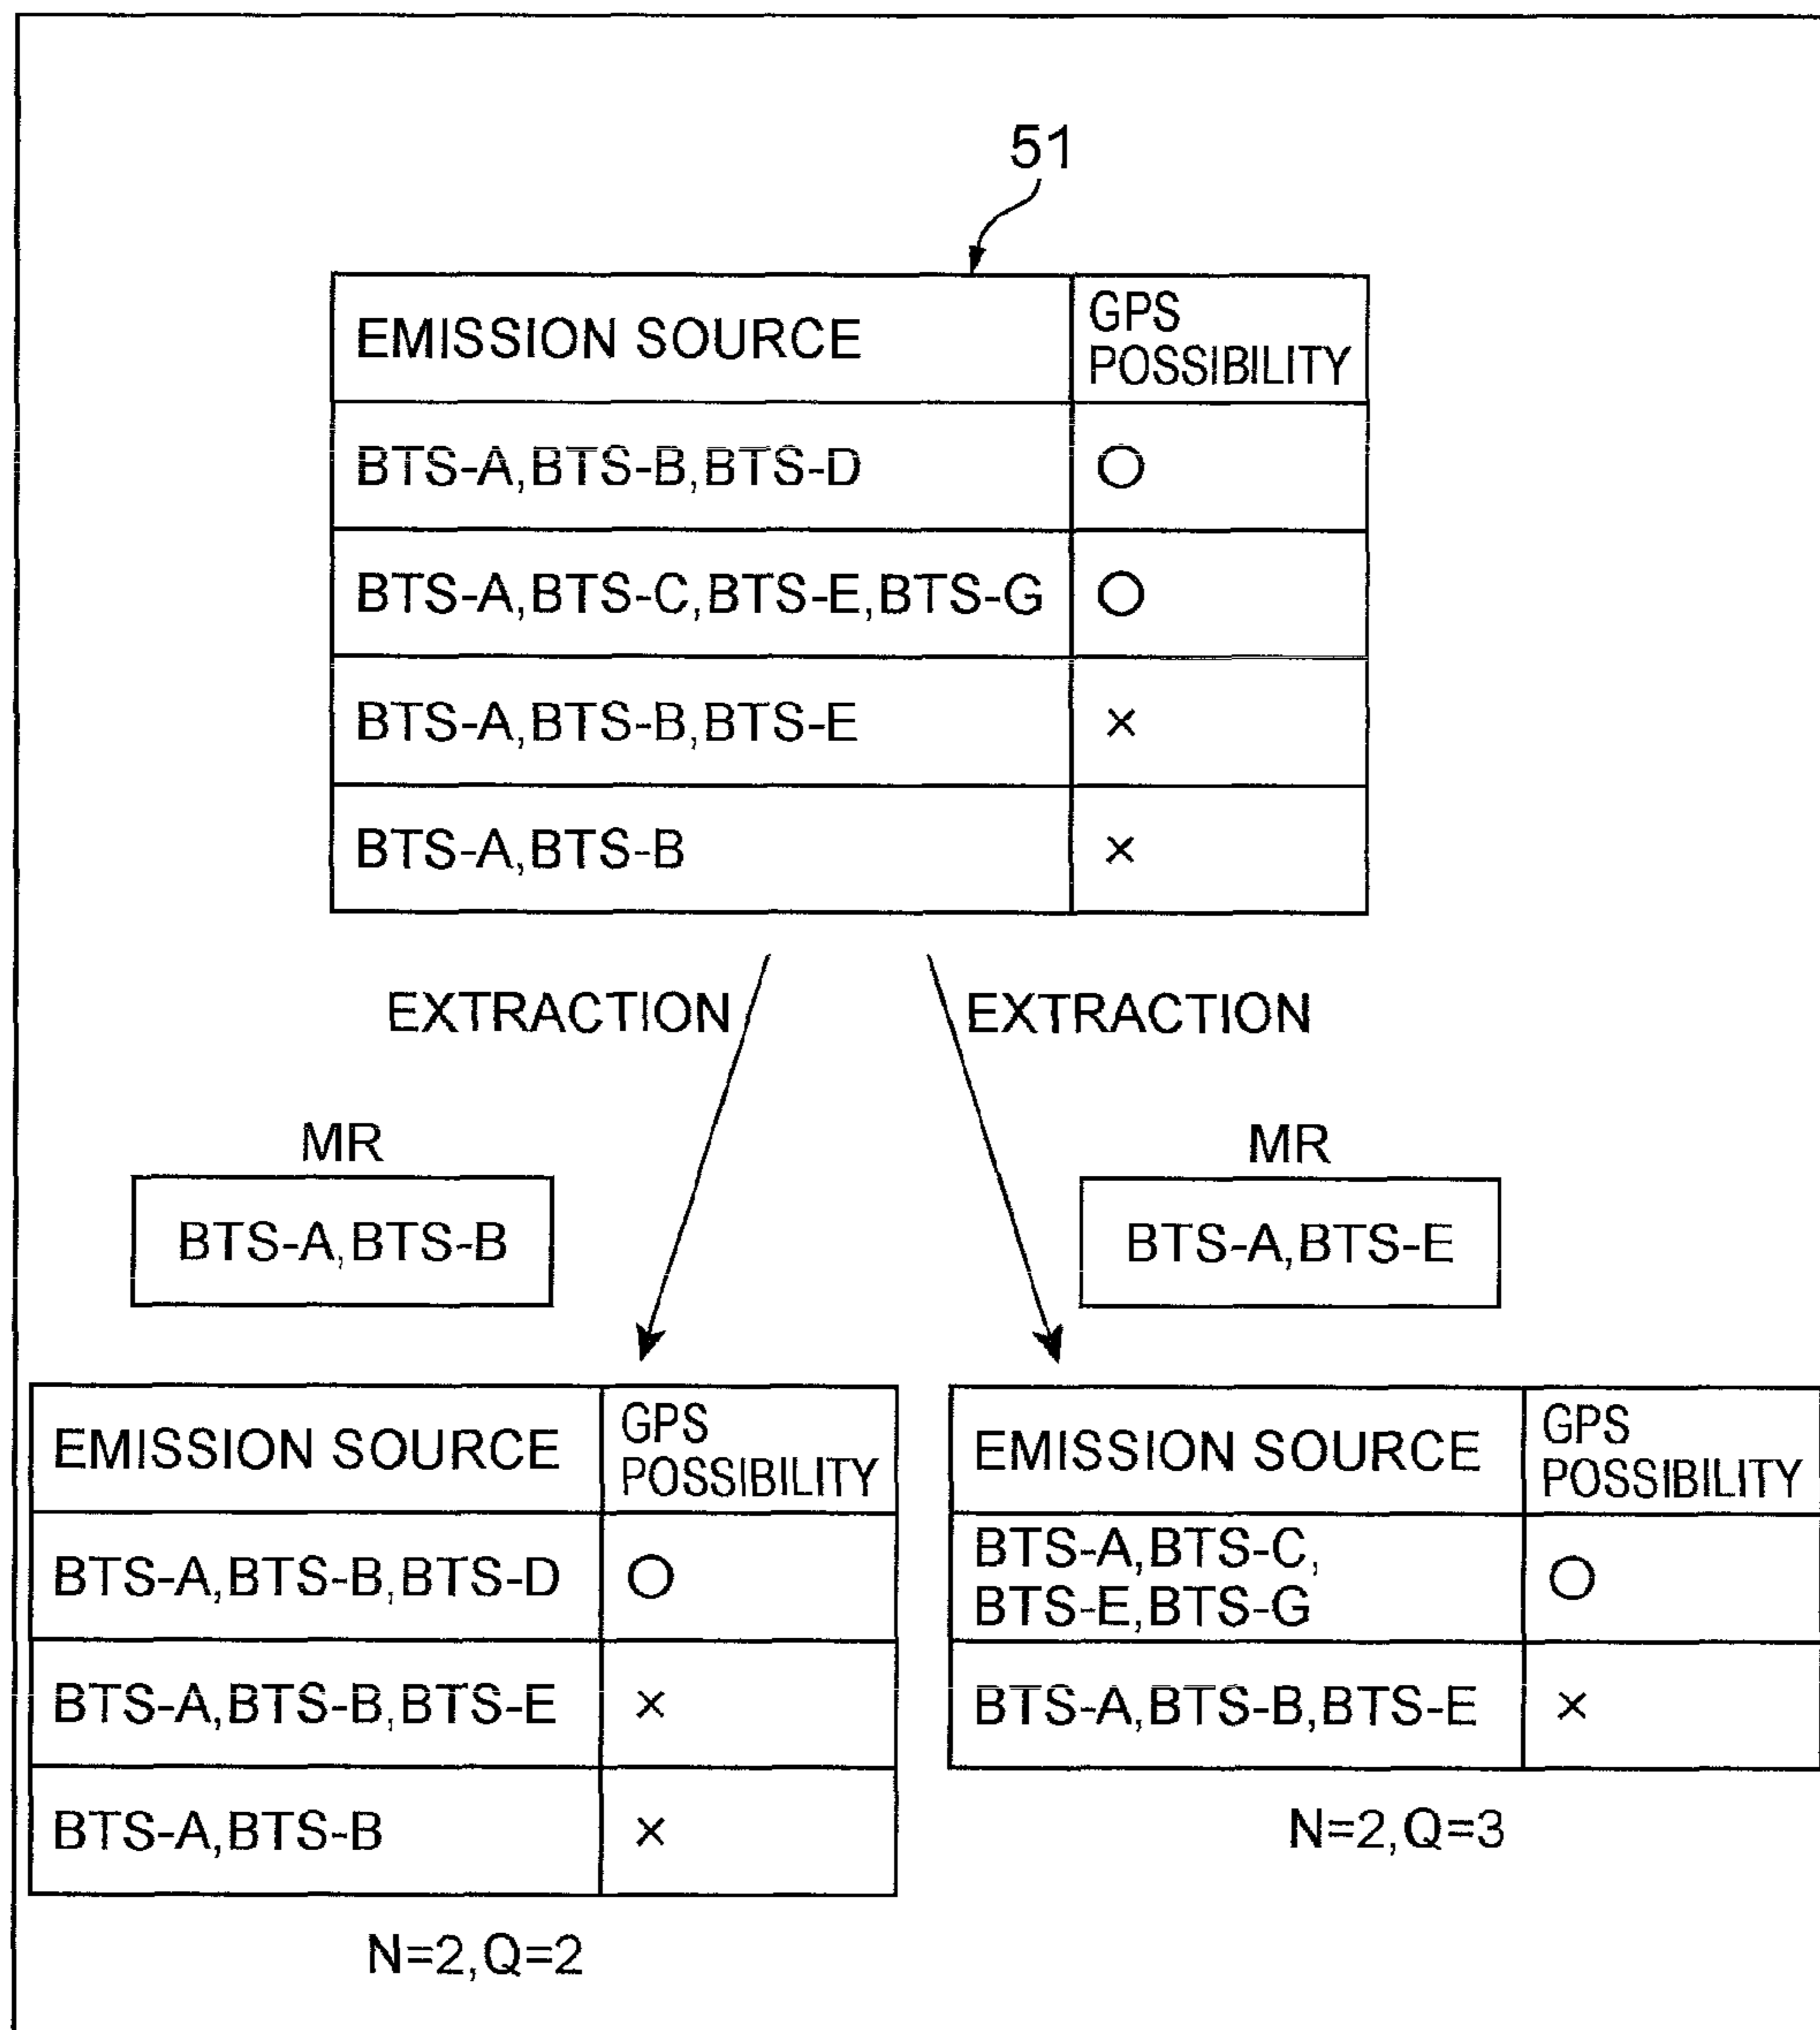 51
EMISSION SOURCE
GPS
POSSIBILITY
BTS-A,BTS-B,BTS-D
○
BTS-A,BTS-C,BTS-E,BTS-G
○
BTS-A,BTS-B,BTS-E
×
BTS-A,BTS-B
×
EXTRACTION
EXTRACTION
MR
BTS-A,BTS-B
MR
BTS-A,BTS-E
EMISSION SOURCE
GPS
POSSIBILITY
BTS-A,BTS-B,BTS-D
○
BTS-A,BTS-B,BTS-E
×
BTS-A,BTS-B
×
N=2,Q=2
EMISSION SOURCE
GPS
POSSIBILITY
BTS-A,BTS-C,
BTS-E,BTS-G
○
BTS-A,BTS-B,BTS-E
×
N=2,Q=3